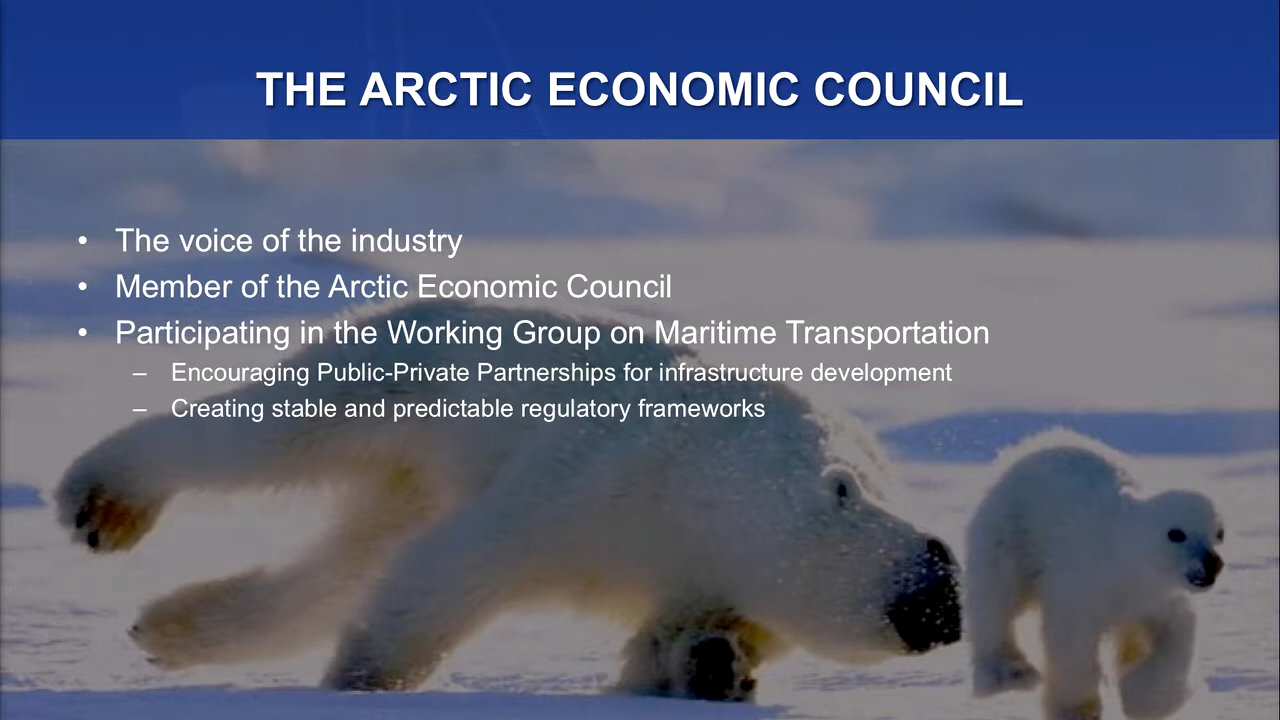 THE ARCTIC ECONOMIC COUNCIL
• The voice of the industry
• Member of the Arctic Economic Council
• Participating in the Working Group on Maritime Transportation
– Encouraging Public-Private Partnerships for infrastructure development
– Creating stable and predictable regulatory frameworks